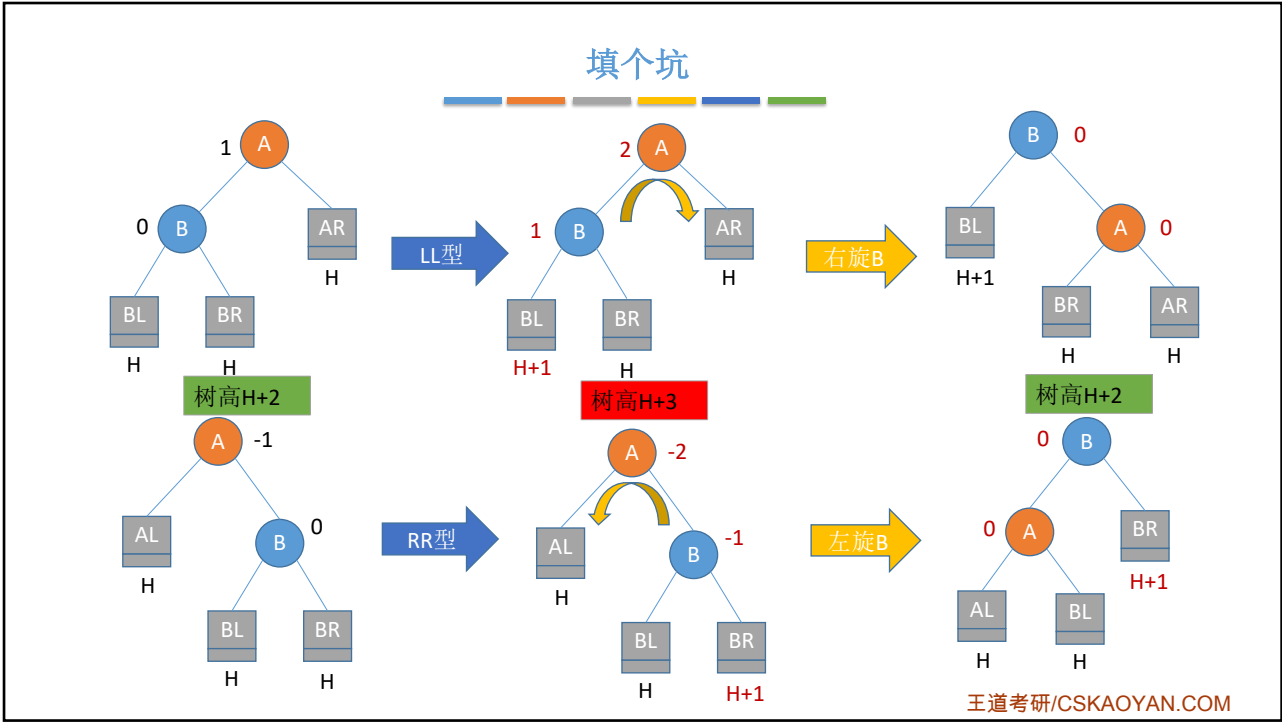 填个坑
1 A
0 B
AR
H
BL BR
H H
LL型
2 A
1 B
AR
H
BL BR
H+1 H
右旋B
B 0
BL
H+1
A 0
BR AR
H H
树高H+2
树高H+3
树高H+2
A -1
AL
H
B 0
BL BR
H H
RR型
A -2
AL
H
B -1
BL BR
H H+1
左旋B
0 B
0 A
BR
H+1
AL BL
H H
王道考研/CSKAOYAN.COM